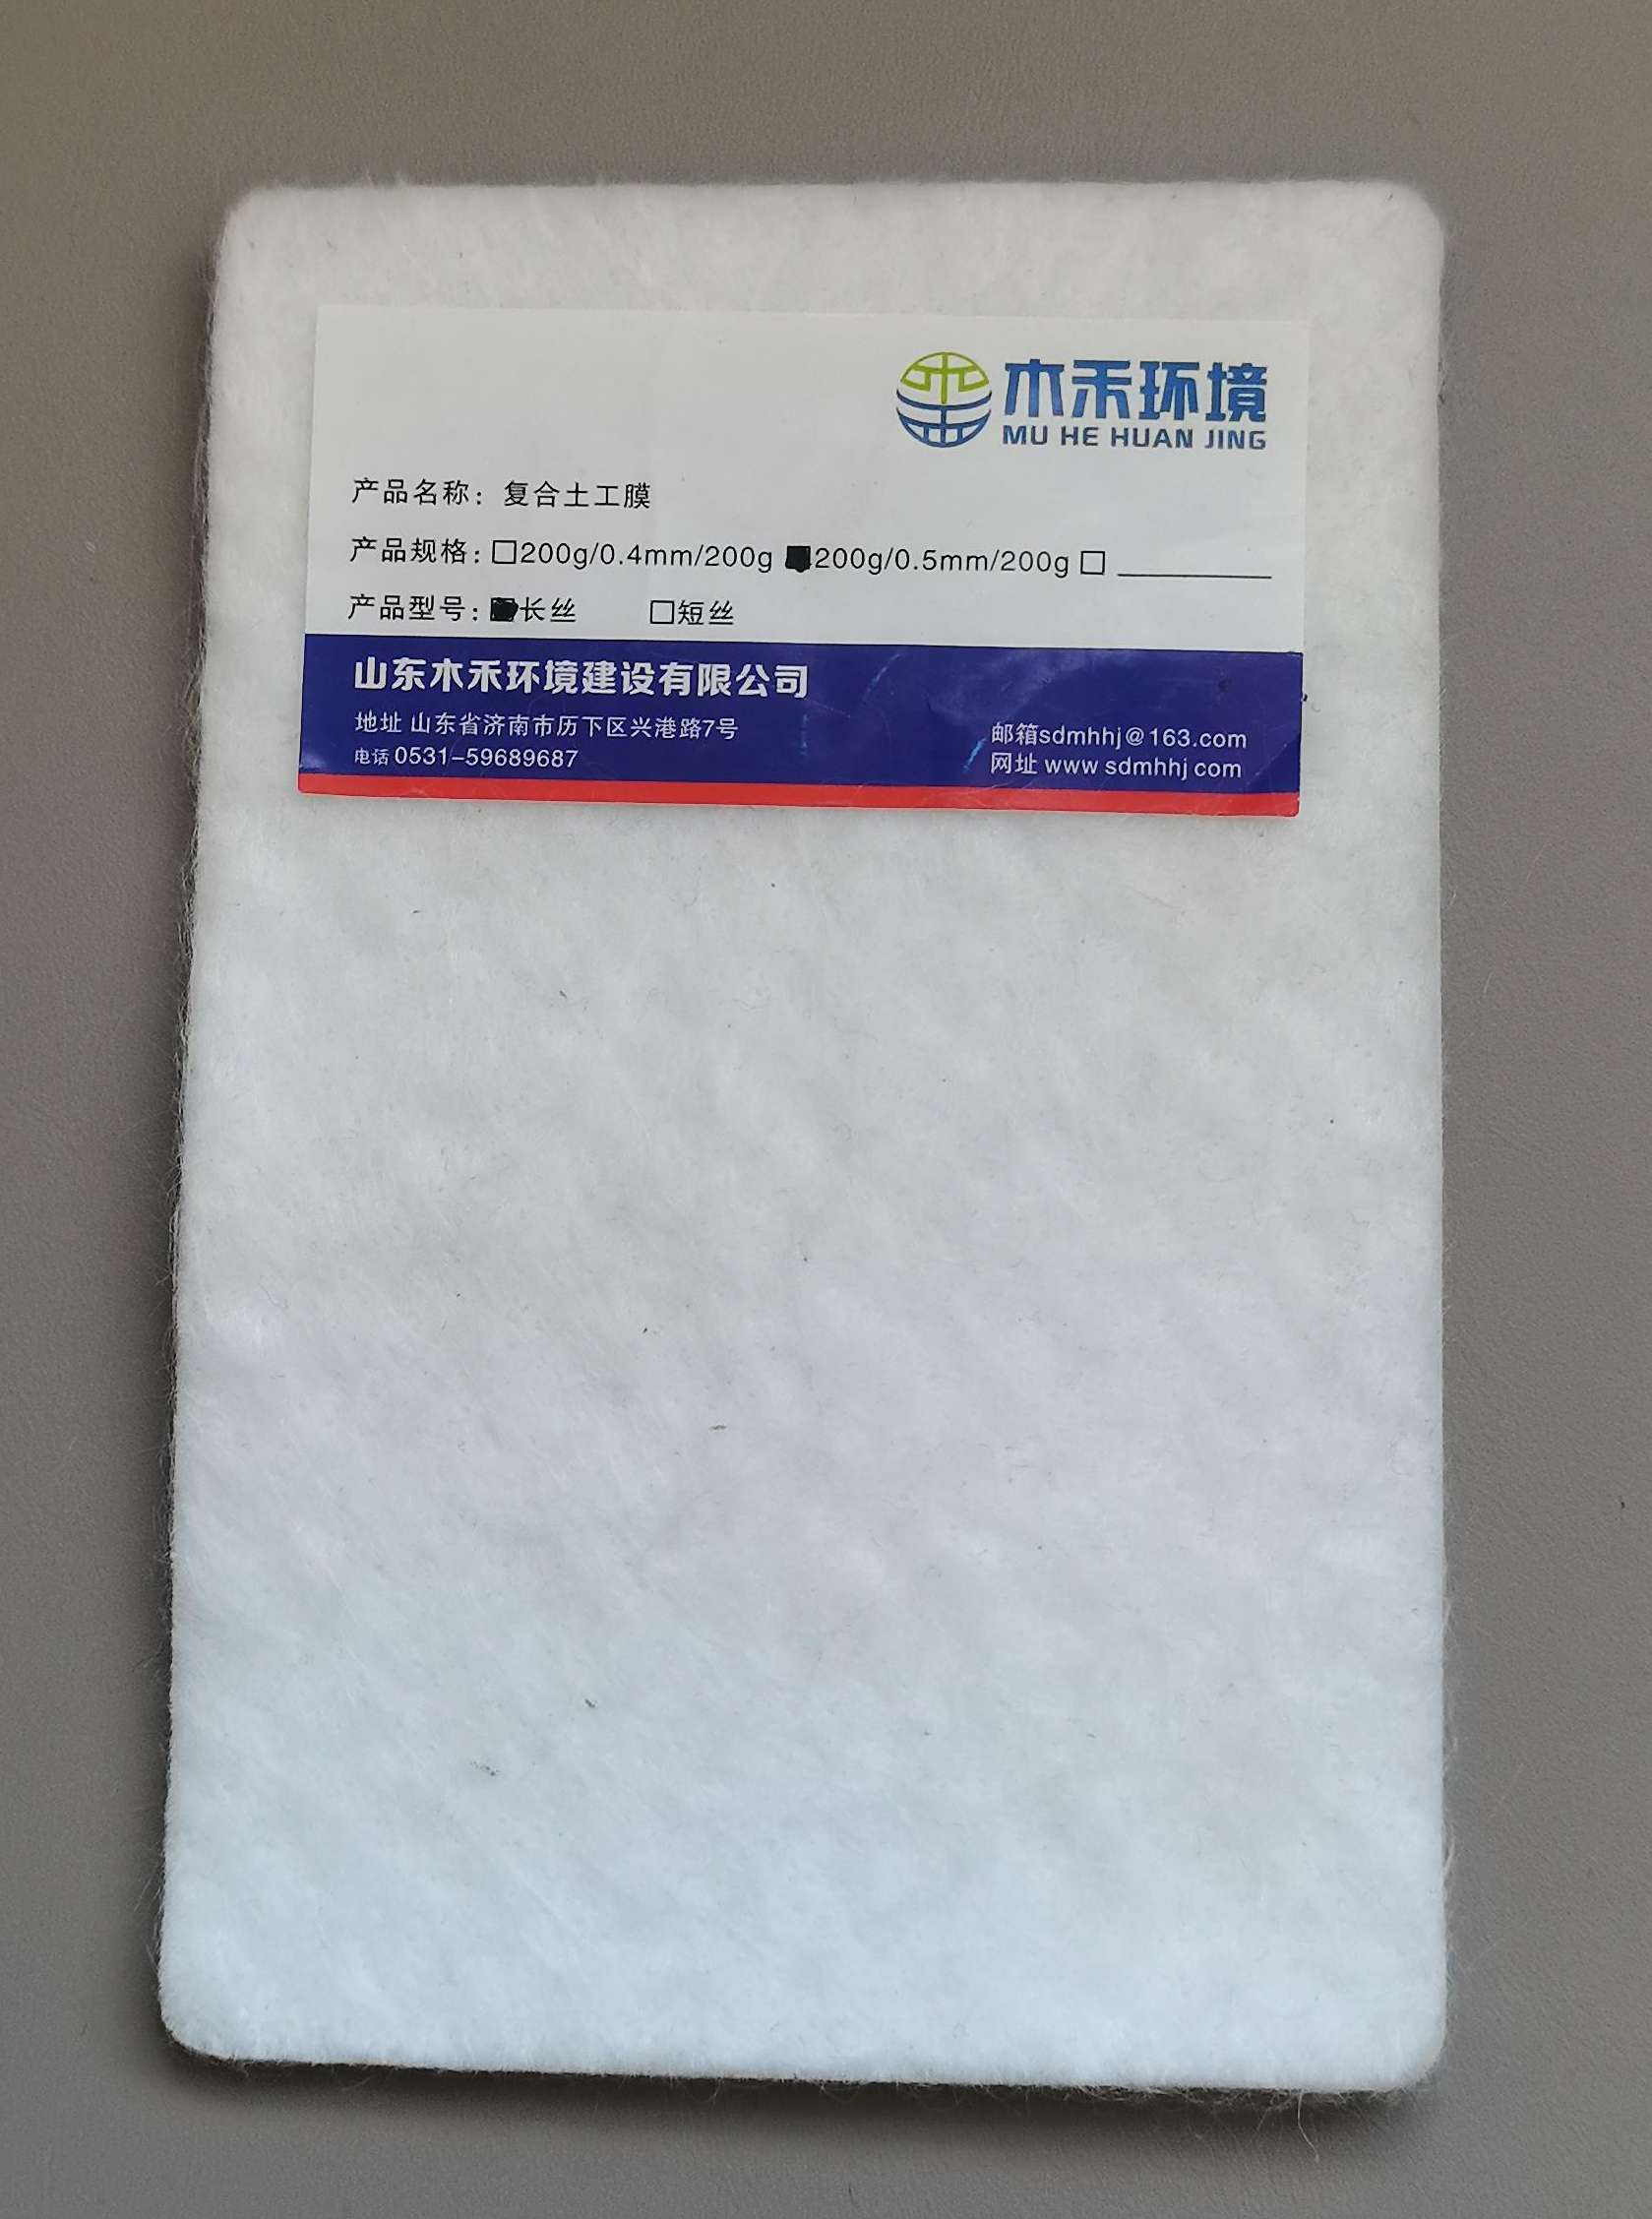 木禾环境
MU HE HUAN JING
产品名称：复合土工膜
产品规格：□200g/0.4mm/200g ■200g/0.5mm/200g □ ________
产品型号：■长丝 □短丝
山东木禾环境建设有限公司
地址 山东省济南市历下区兴港路7号
电话 0531-59689687
邮箱sdmhhj@163.com
网址 www sdmhhj com